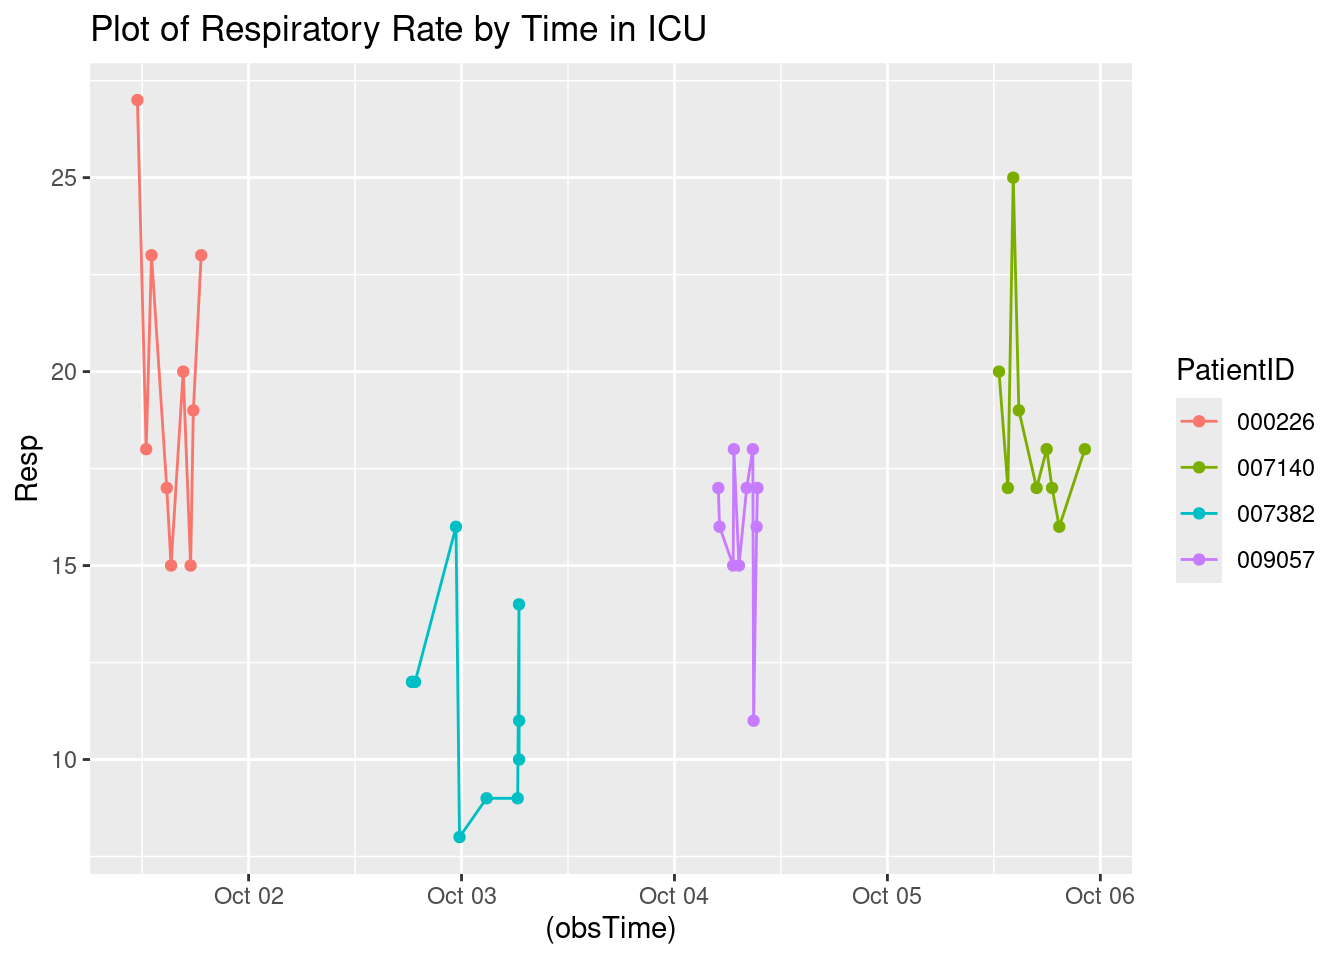 Plot of Respiratory Rate by Time in ICU
25
20
15
10
Resp
Oct 02
Oct 03
Oct 04
Oct 05
Oct 06
(obsTime)
PatientID
000226
007140
007382
009057